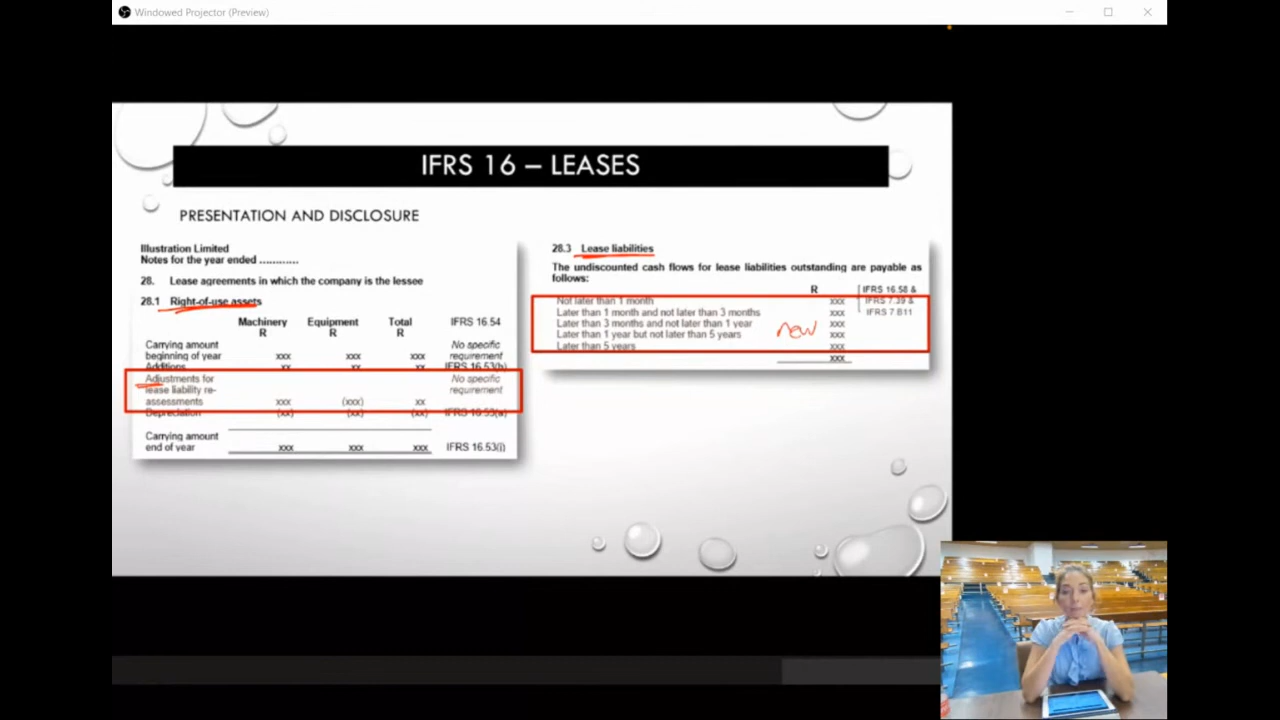 Windowed Projector (Preview)
IFRS 16 – LEASES
PRESENTATION AND DISCLOSURE
Illustration Limited
Notes for the year ended ............
28. Lease agreements in which the company is the lessee
28.1 Right-of-use assets
Machinery Equipment Total IFRS 16.54
R R R
Carrying amount No specific
beginning of year xxx xxx xxx requirement
Additions xx xx xx IFRS 16.53(h)
Adjustments for No specific
lease liability re- requirement
assessments xxx (xxx) xx
Depreciation (xx) (xx) (xx) IFRS 16.53(a)
Carrying amount
end of year xxx xxx xxx IFRS 16.53(j)
28.3 Lease liabilities
The undiscounted cash flows for lease liabilities outstanding are payable as
follows:
R IFRS 16.58 &
Not later than 1 month xxx IFRS 7.39 &
Later than 1 month and not later than 3 months xxx IFRS 7.B11
Later than 3 months and not later than 1 year xxx
new
Later than 1 year but not later than 5 years xxx
Later than 5 years xxx
xxx